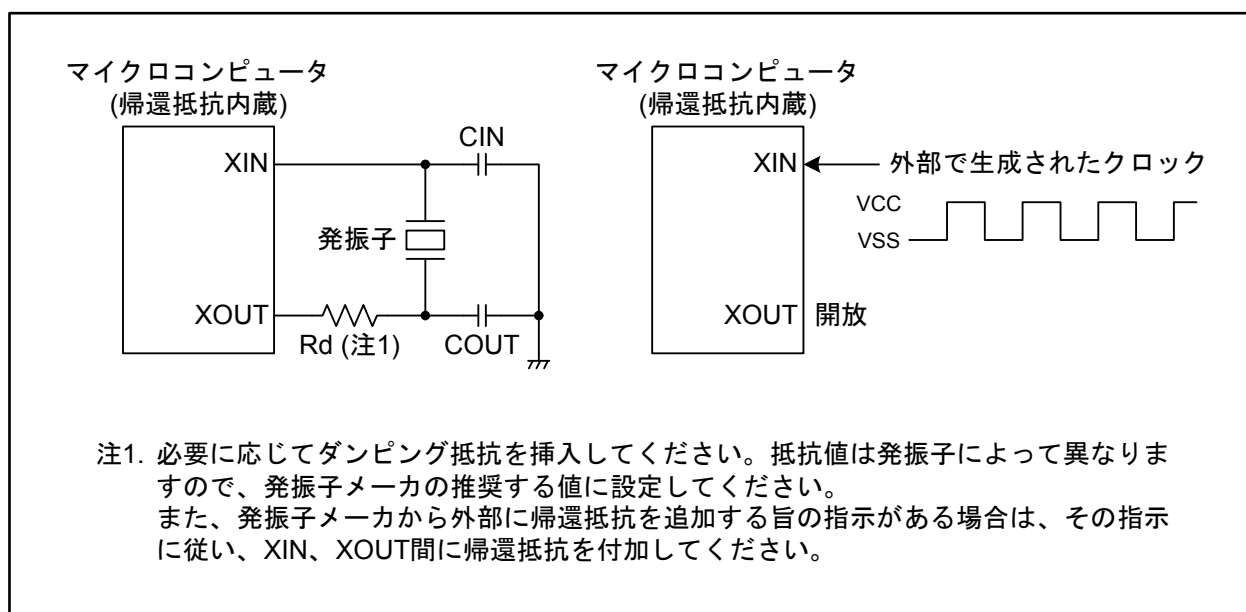 マイクロコンピュータ
(帰還抵抗内蔵)
XIN
CIN
発振子
XOUT
Rd (注1)
COUT
マイクロコンピュータ
(帰還抵抗内蔵)
XIN
外部で生成されたクロック
VCC
VSS
XOUT
開放
注1. 必要に応じてダンピング抵抗を挿入してください。抵抗値は発振子によって異なりま
すので、発振子メーカの推奨する値に設定してください。
また、発振子メーカから外部に帰還抵抗を追加する旨の指示がある場合は、その指示
に従い、XIN、XOUT間に帰還抵抗を付加してください。